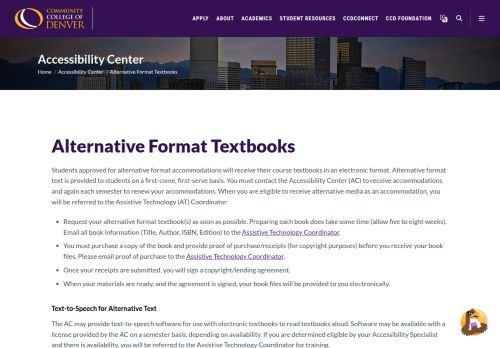 COMMUNITY
COLLEGE OF
DENVER
APPLY ABOUT ACADEMICS STUDENT RESOURCES CCDCONNECT CCD FOUNDATION
Accessibility Center
Home / Accessibility Center / Alternative Format Textbooks
Alternative Format Textbooks
Students approved for alternative format accommodations will receive their course textbooks in an electronic format. Alternative format
text is provided to students on a first-come, first-serve basis. You must contact the Accessibility Center (AC) to receive accommodations
and again each semester to renew your accommodations. When you are eligible to receive alternative media as an accommodation, you
will be referred to the Assistive Technology (AT) Coordinator.
• Request your alternative format textbook(s) as soon as possible. Preparing each book does take some time (allow five to eight weeks).
Email all book information (Title, Author, ISBN, Edition) to the Assistive Technology Coordinator.
• You must purchase a copy of the book and provide proof of purchase/receipts (for copyright purposes) before you receive your book
files. Please email proof of purchase to the Assistive Technology Coordinator.
• Once your receipts are submitted, you will sign a copyright/lending agreement.
• When your materials are ready, and the agreement is signed, your book files will be provided to you electronically.
Text-to-Speech for Alternative Text
The AC may provide text-to-speech software for use with electronic textbooks to read textbooks aloud. Software may be available with a
license provided by the AC on a semester basis, depending on availability. If you are determined eligible by your Accessibility Specialist
and there is availability, you will be referred to the Assistive Technology Coordinator for training.